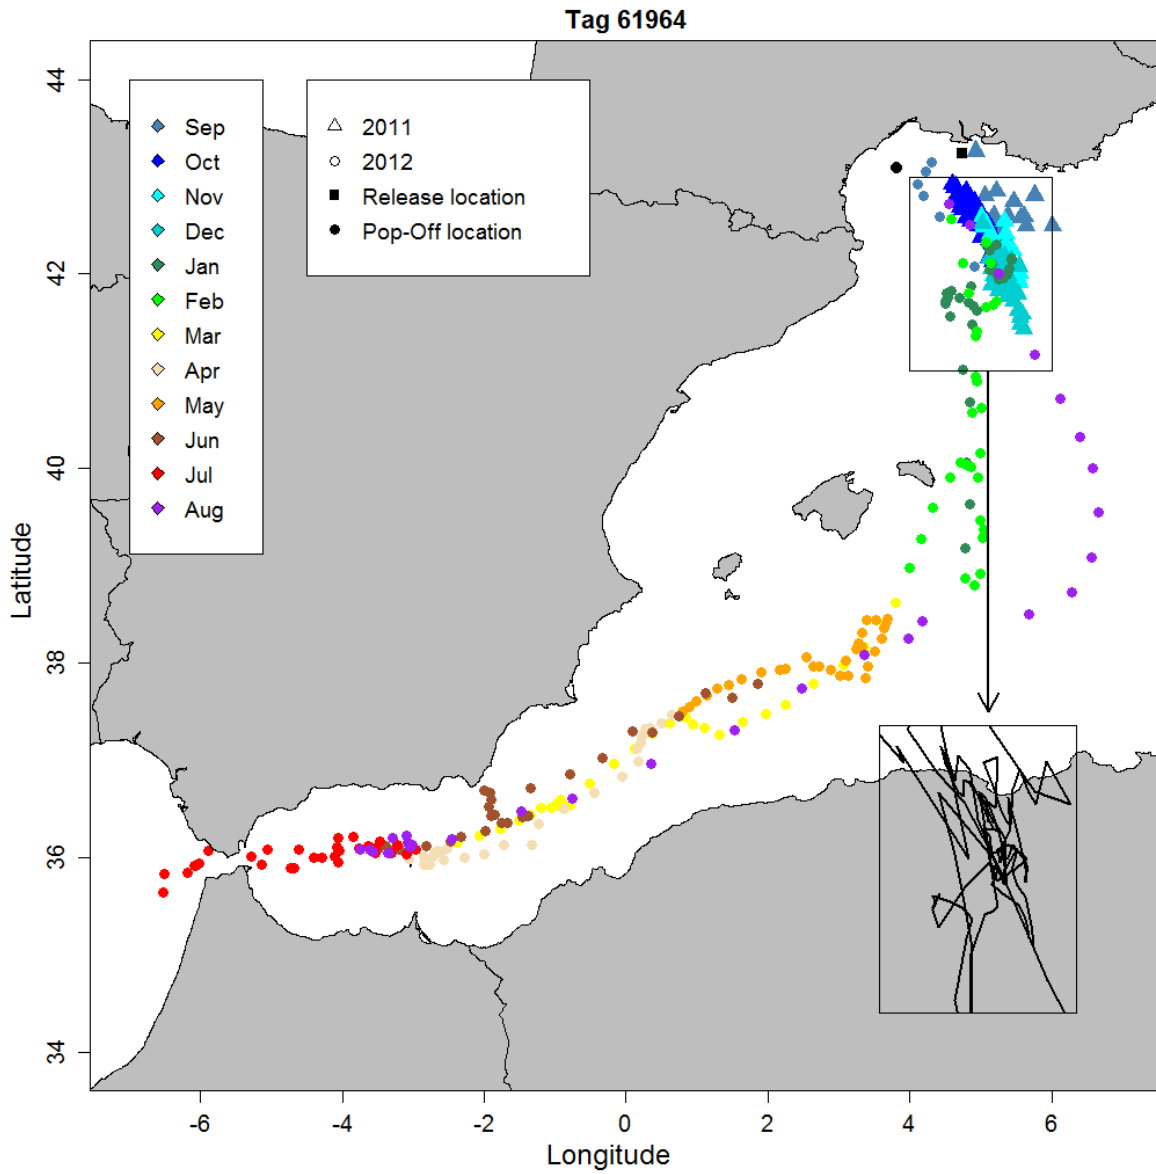 Tag 61964
44
42
40
38
36
34
Latitude
Sep
Oct
Nov
Dec
Jan
Feb
Mar
Apr
May
Jun
Jul
Aug
2011
2012
Release location
Pop-Off location
-6
-4
-2
0
2
4
6
Longitude